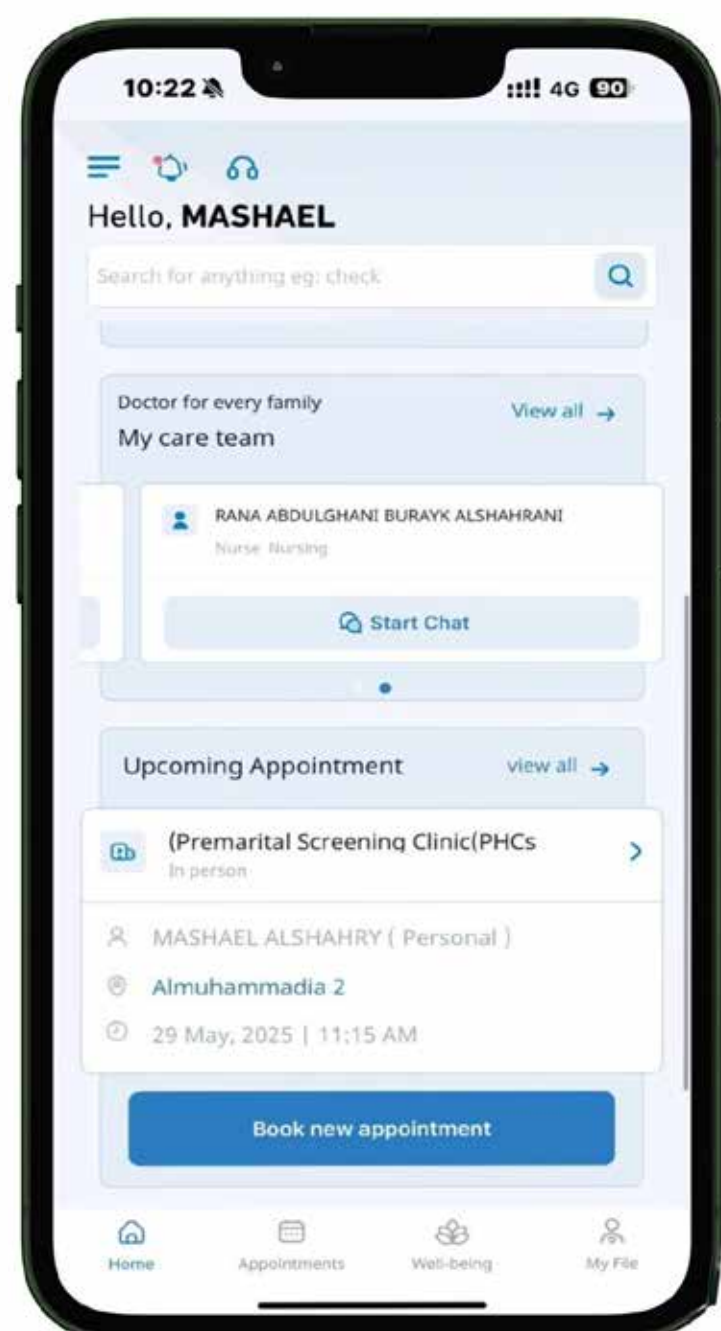 10:22
4G 90
Hello, MASHAEL
Search for anything eg: check
Doctor for every family
View all →
My care team
RANA ABDULGHANI BURAYK ALSHAHRANI
Nurse Nursing
Start Chat
Upcoming Appointment
view all →
(Premarital Screening Clinic(PHCs
In person
MASHAEL ALSHAHRY ( Personal )
Almuhammadia 2
29 May, 2025 | 11:15 AM
Book new appointment
Home
Appointments
Well-being
My File